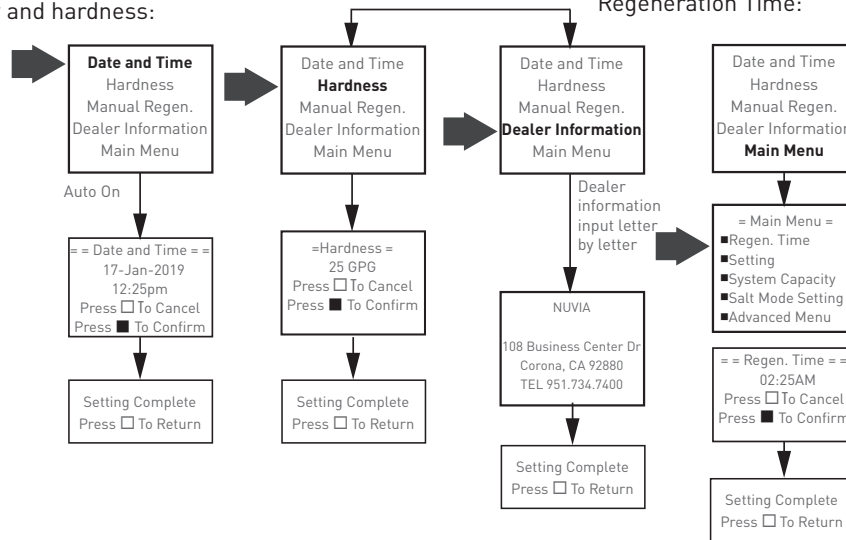 and hardness:
Regeneration Time:
Date and Time
Hardness
Manual Regen.
Dealer Information
Main Menu
Auto On
= = Date and Time = =
17-Jan-2019
12:25pm
Press □ To Cancel
Press ■ To Confirm
Setting Complete
Press □ To Return
Date and Time
Hardness
Manual Regen.
Dealer Information
Main Menu
=Hardness =
25 GPG
Press □ To Cancel
Press ■ To Confirm
Setting Complete
Press □ To Return
Date and Time
Hardness
Manual Regen.
Dealer Information
Main Menu
Dealer
information
input letter
by letter
NUVIA
108 Business Center Dr
Corona, CA 92880
TEL 951.734.7400
Setting Complete
Press □ To Return
Date and Time
Hardness
Manual Regen.
Dealer Information
Main Menu
= Main Menu =
■Regen. Time
■Setting
■System Capacity
■Salt Mode Setting
■Advanced Menu
= = Regen. Time = =
02:25AM
Press □ To Cancel
Press ■ To Confirm
Setting Complete
Press □ To Return